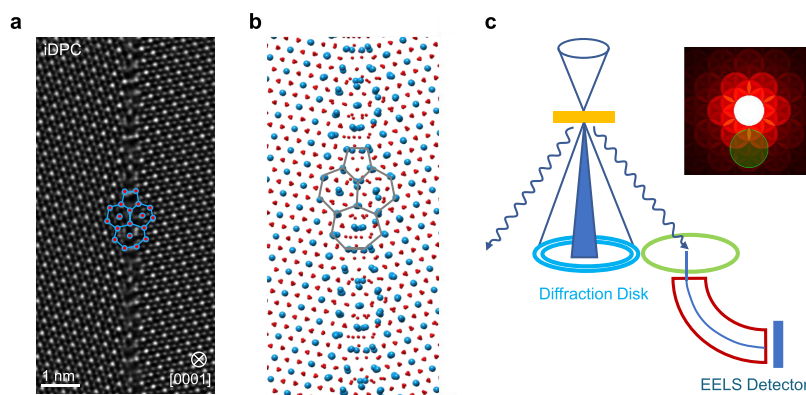 a
b
c
iDPC
1 nm
[0001]
Diffraction Disk
EELS Detector